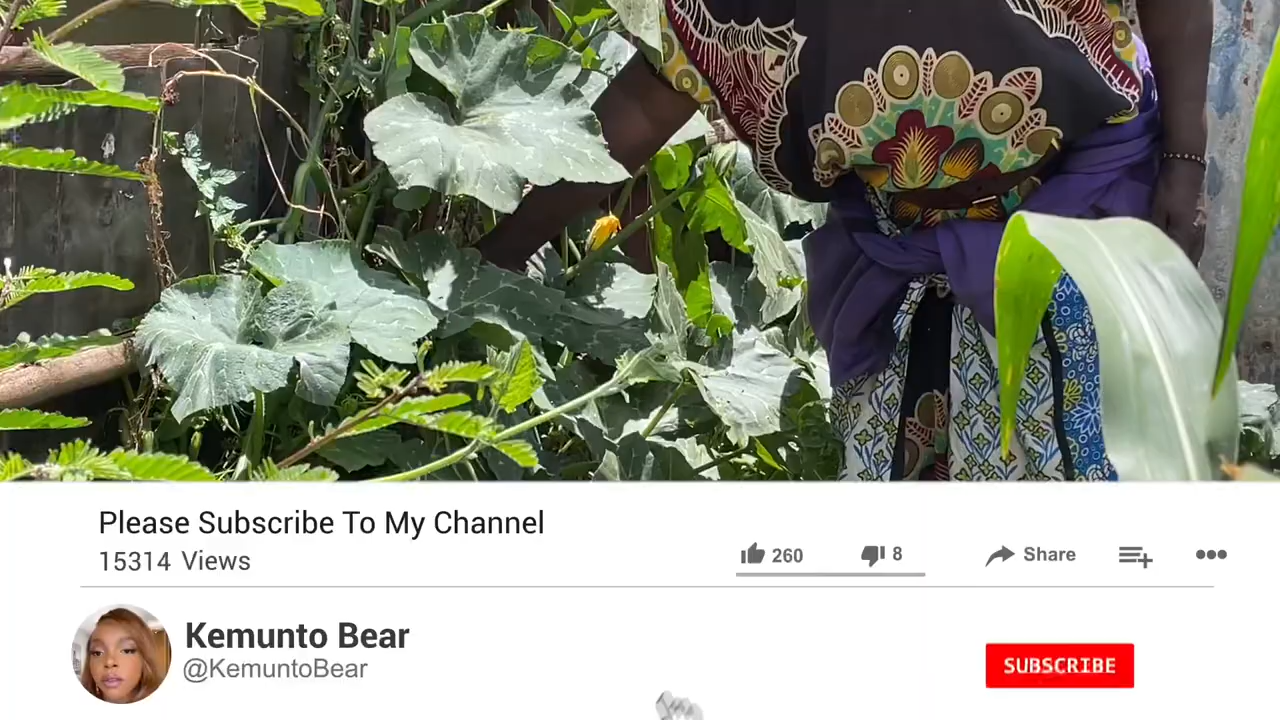 Please Subscribe To My Channel
15314 Views
260
8
Share
Kemunto Bear
@KemuntoBear
SUBSCRIBE